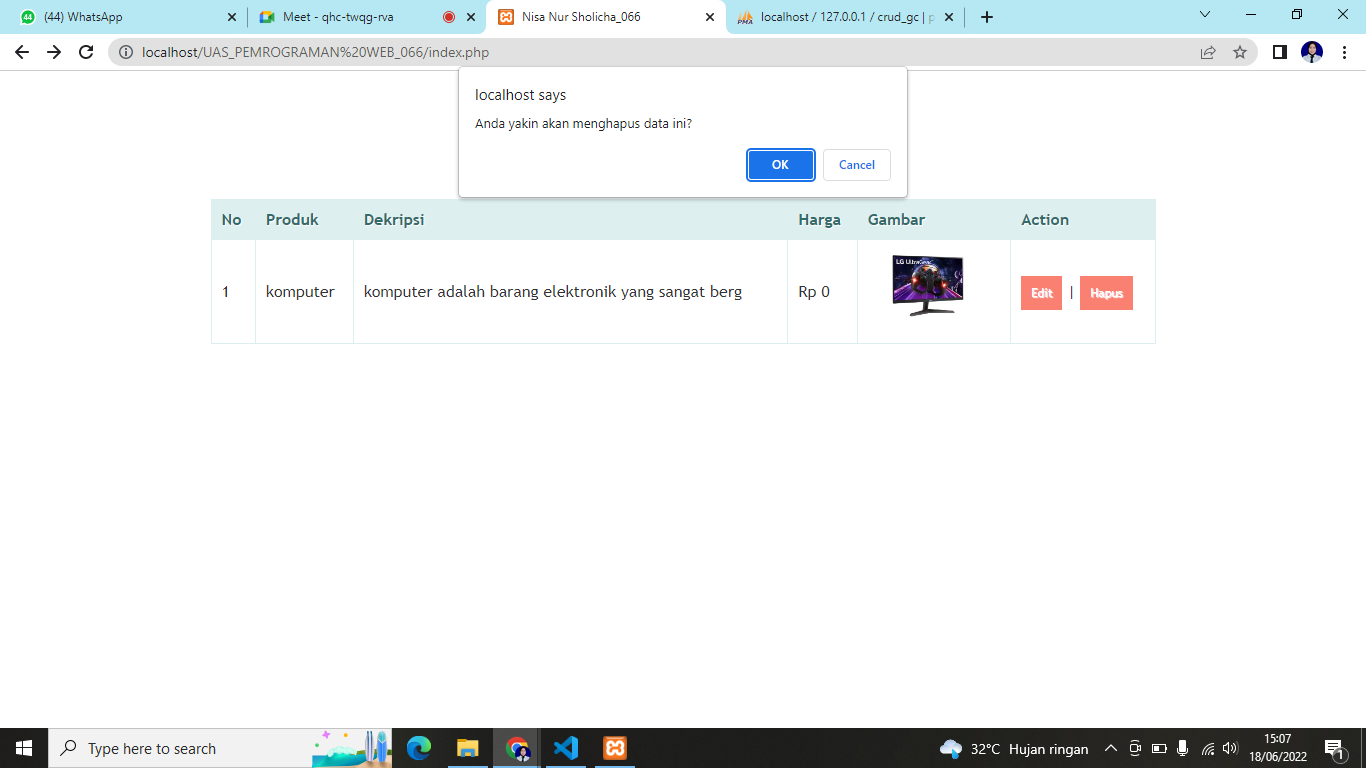 44 (44) WhatsApp
Meet - qhc-twqg-rva
Nisa Nur Sholicha_066
PMA localhost / 127.0.0.1 / crud_gc | p
localhost/UAS_PEMROGRAMAN%20WEB_066/index.php
localhost says
Anda yakin akan menghapus data ini?
OK Cancel
No Produk Dekripsi Harga Gambar Action
LG UltraGear
1 komputer komputer adalah barang elektronik yang sangat berg Rp 0 Edit | Hapus
Type here to search
32°C Hujan ringan
15:07
18/06/2022
1